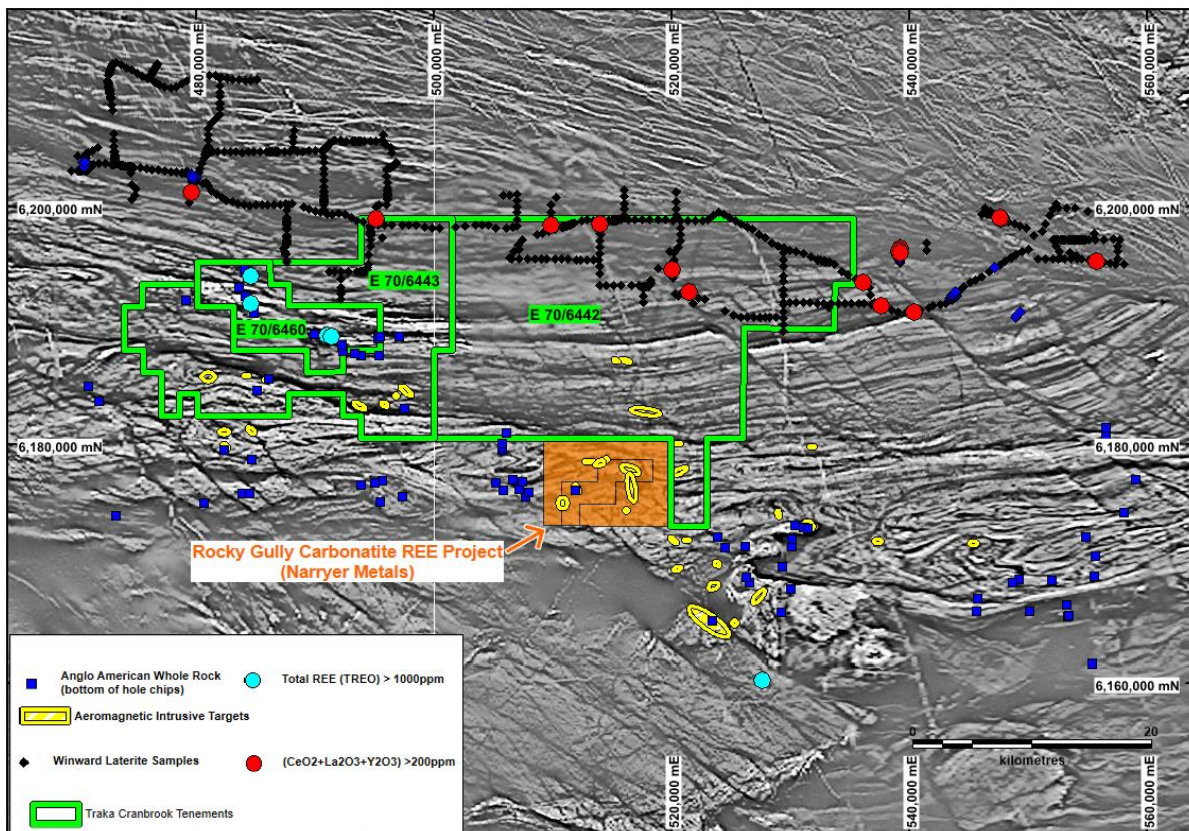 480,000 mE
500,000 mE
520,000 mE
540,000 mE
560,000 mE
6,200,000 mN
6,200,000 mN
E 70/6443
E 70/6442
E 70/6460
6,180,000 mN
6,180,000 mN
Rocky Gully Carbonatite REE Project
(Narryer Metals)
Anglo American Whole Rock
(bottom of hole chips)
Total REE (TREO) > 1000ppm
Aeromagnetic Intrusive Targets
Winward Laterite Samples
(CeO2+La2O3+Y2O3) >200ppm
Traka Cranbrook Tenements
6,160,000 mN
0
20
kilometres
520,000 mE
540,000 mE
560,000 mE